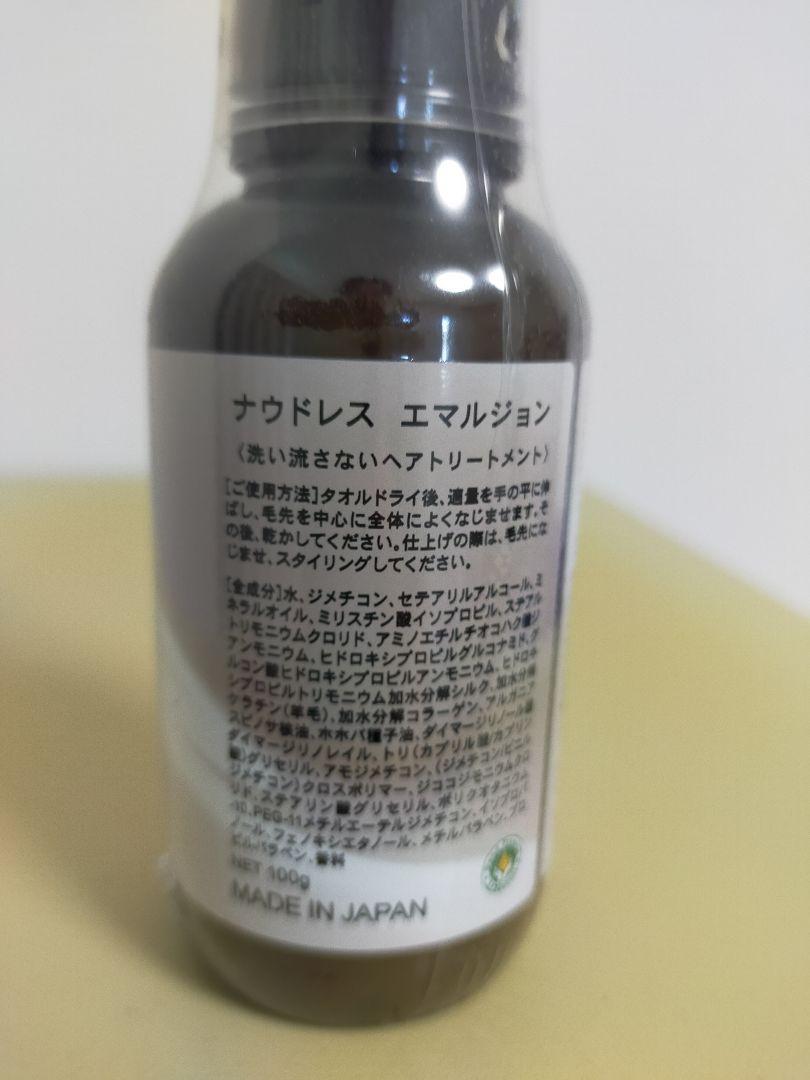 ナウドレス エマルジョン
〈洗い流さないヘアトリートメント〉
[ご使用方法]タオルドライ後、適量を手の平に伸
ばし、毛先を中心に全体によくなじませます。そ
の後、乾かしてください。仕上げの際は、毛先にな
じませ、スタイリングしてください。
[全成分]水、ジメチコン、セテアリルアルコール、ミ
ネラルオイル、ミリスチン酸イソプロピル、ステアル
トリモニウムクロリド、アミノエチルチオコハク酸ジ
アンモニウム、ヒドロキシプロピルグルコナミド、グ
ルコン酸ヒドロキシプロピルアンモニウム、ヒドロキ
シプロピルトリモニウム加水分解シルク、加水分解
ケラチン(羊毛)、加水分解コラーゲン、アルガニア
スピノサ核油、ホホバ種子油、ダイマージリノール酸
ダイマージリノレイル、トリ(カプリル酸/カプリン
酸)グリセリル、アモジメチコン、(ジメチコン/ビニル
ジメチコン)クロスポリマー、ジココジモニウムクロ
リド、ステアリン酸グリセリル、ポリクオタニウム
-10、PEG-11メチルエーテルジメチコン、イソプロパ
ノール、フェノキシエタノール、メチルパラベン、プロ
ピルパラベン、香料
NET 100g
MADE IN JAPAN